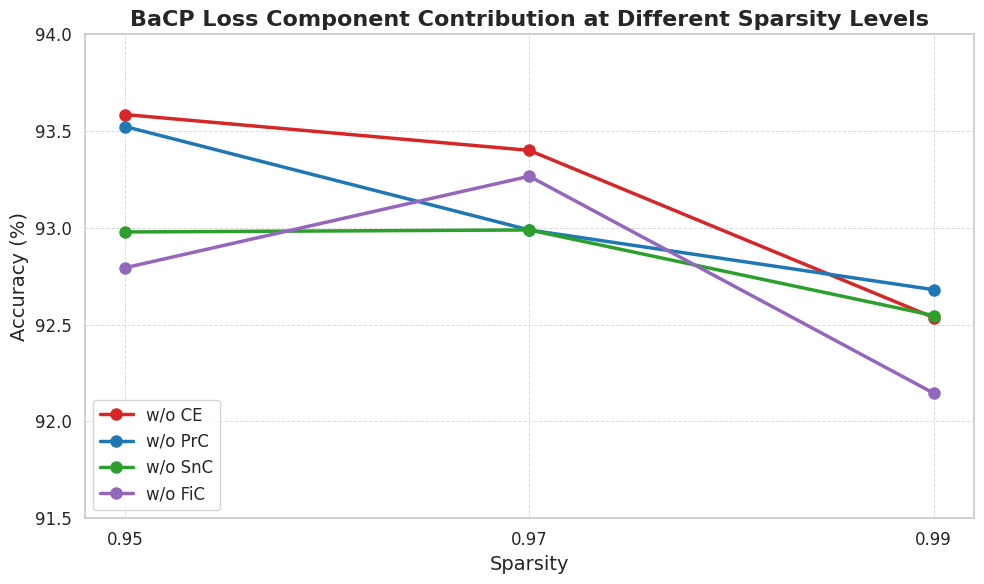 BaCP Loss Component Contribution at Different Sparsity Levels
94.0
93.5
93.0
92.5
92.0
91.5
Accuracy (%)
w/o CE
w/o PrC
w/o SnC
w/o FiC
0.95
0.97
0.99
Sparsity